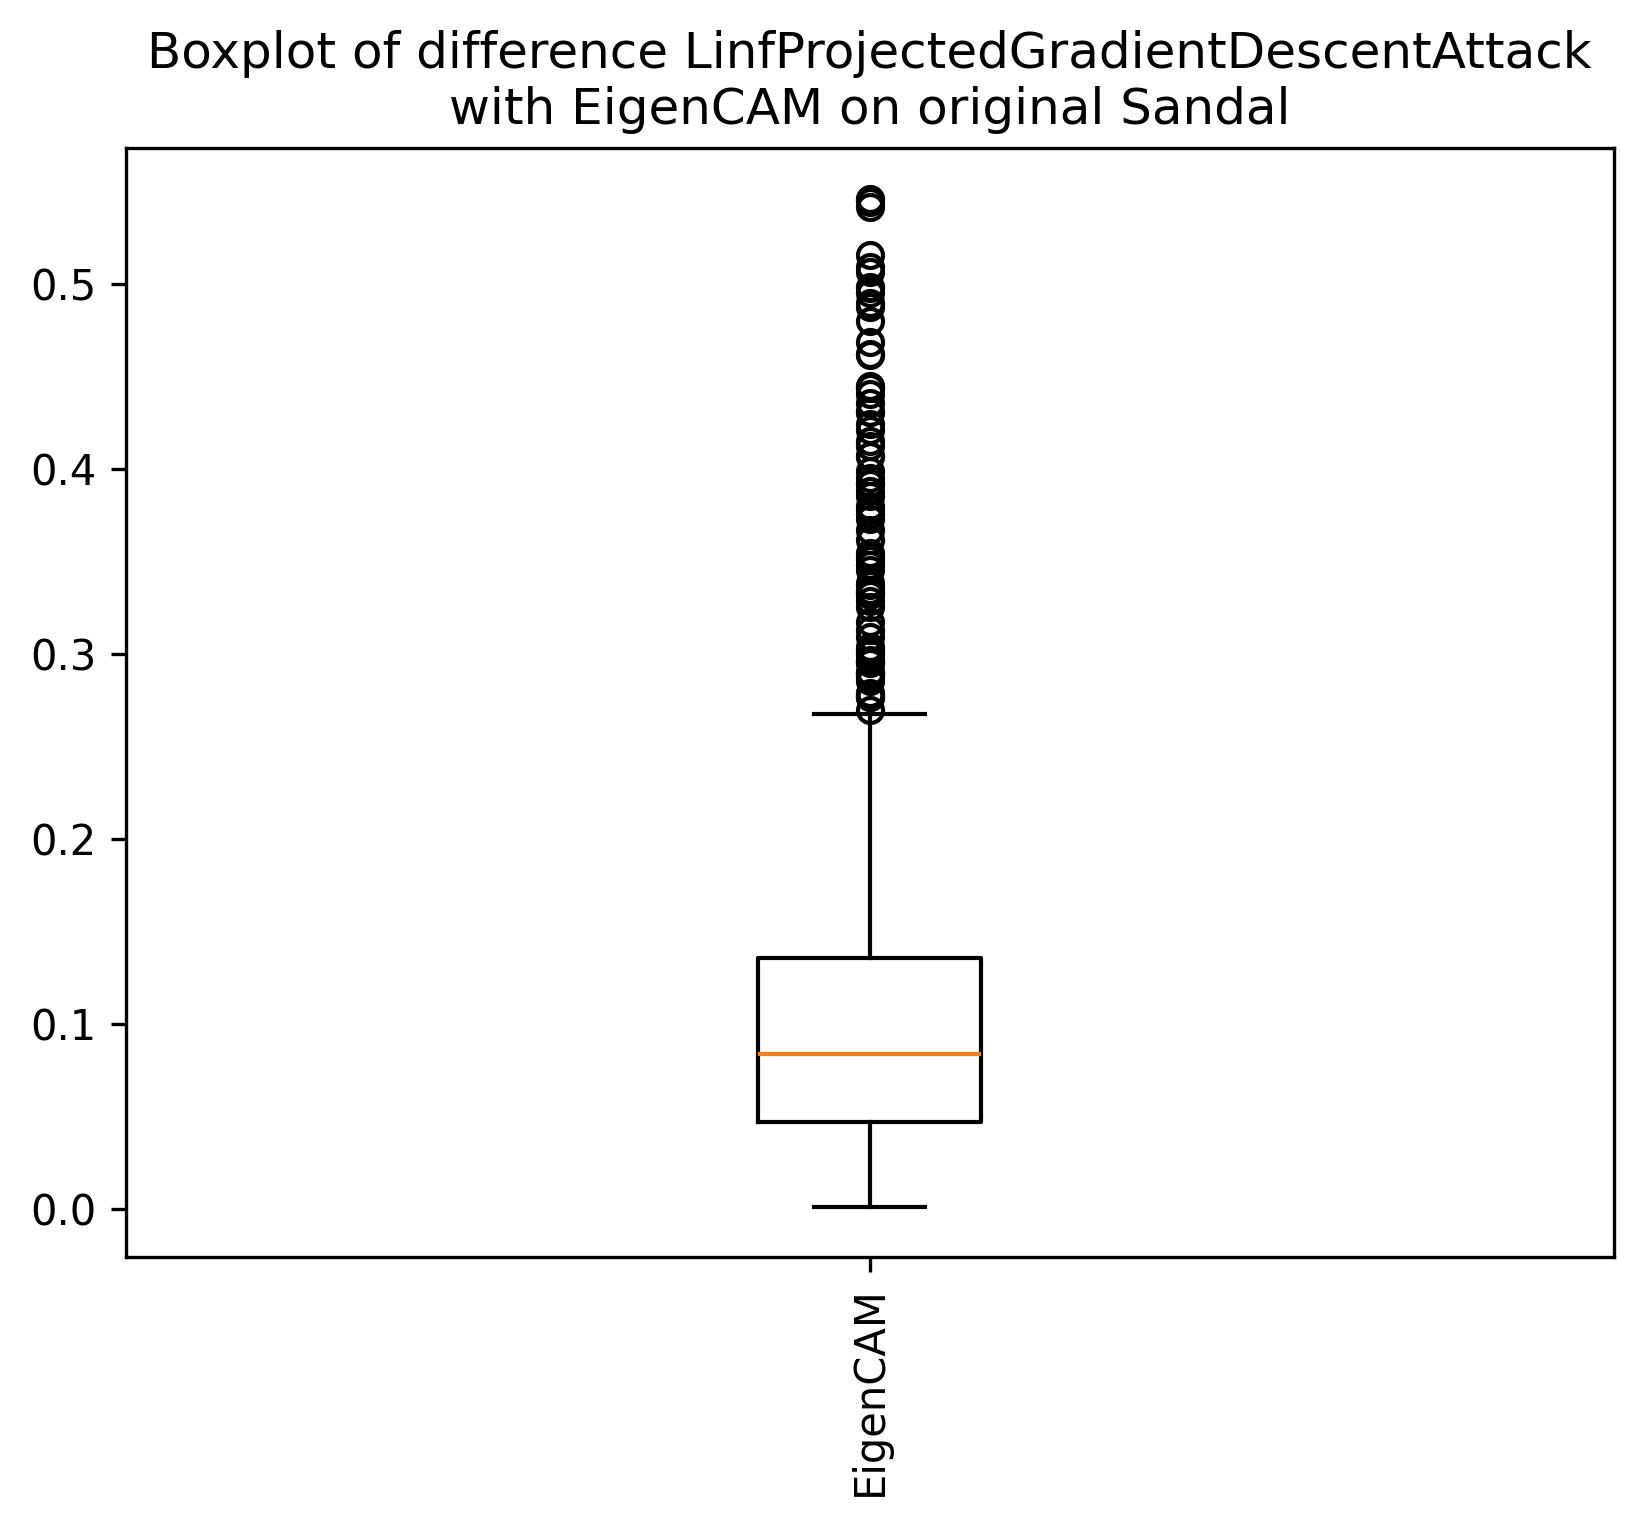 Boxplot of difference LinfProjectedGradientDescentAttack
with EigenCAM on original Sandal
0.5
0.4
0.3
0.2
0.1
0.0
EigenCAM